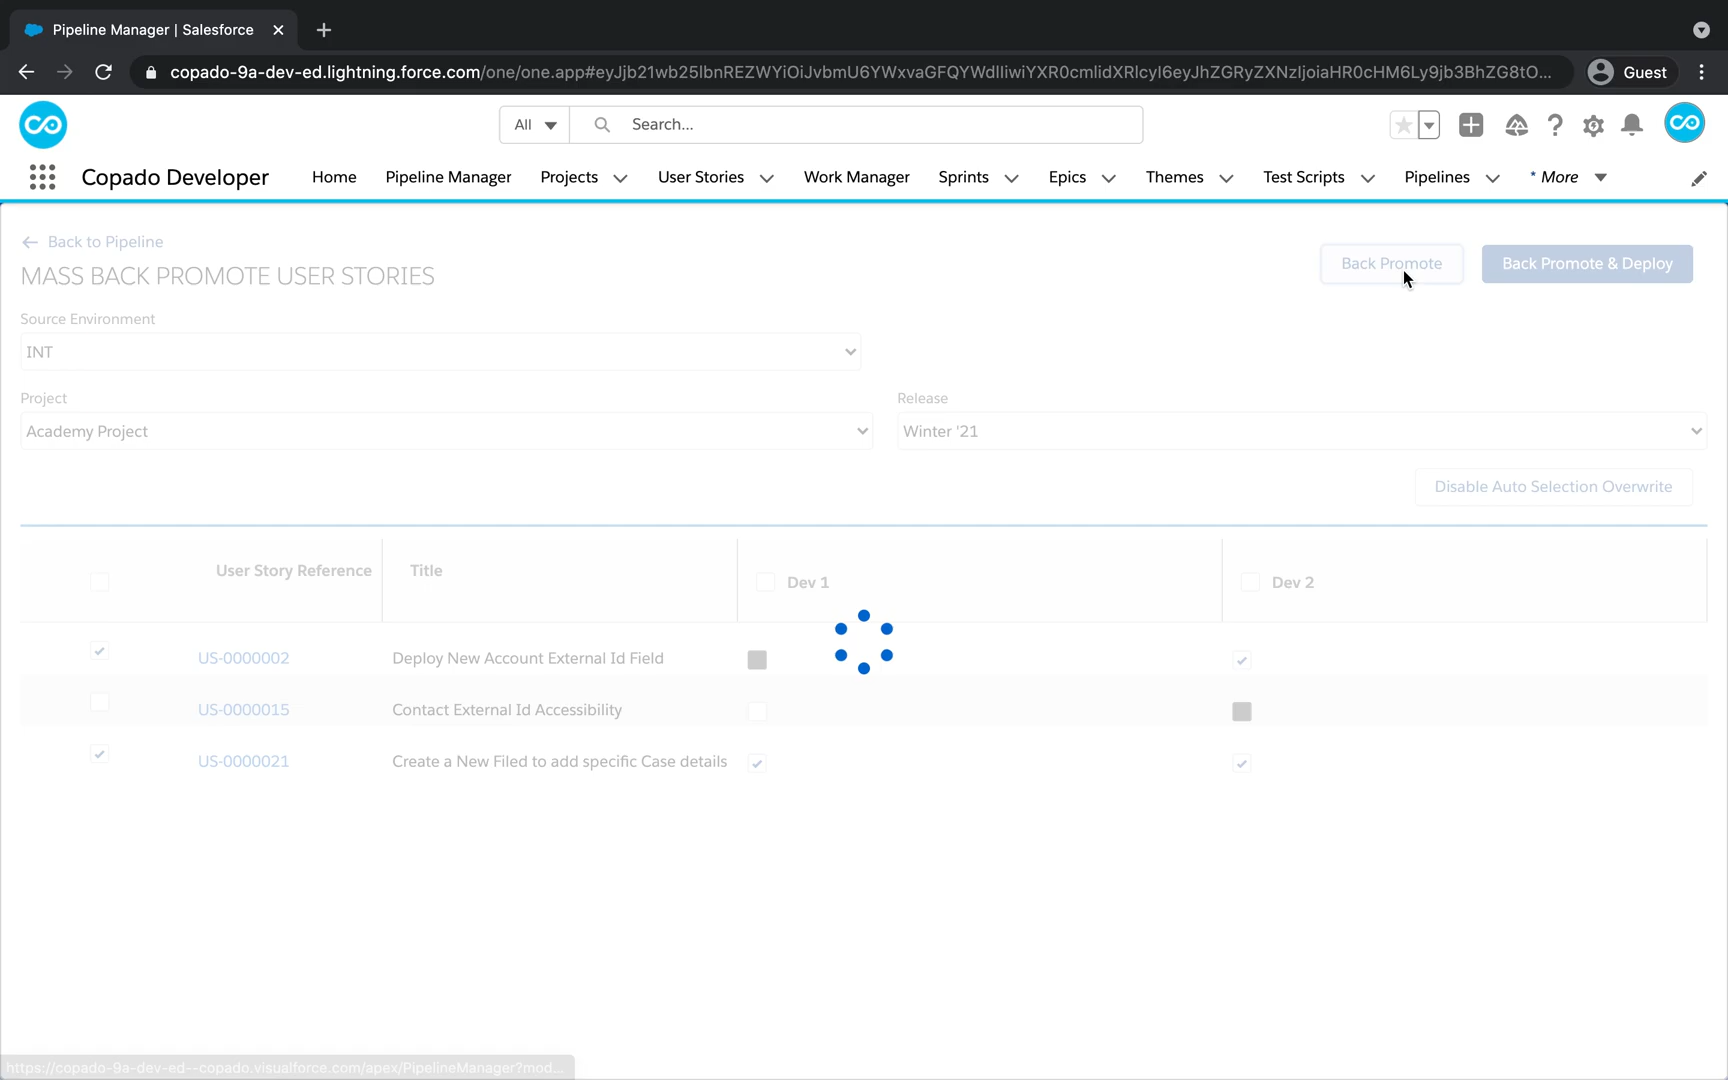 Pipeline Manager | Salesforce
copado-9a-dev-ed.lightning.force.com/one/one.app#eyJjb21wb25lbnREZWYiOiJvbmU6YWxvaGFQYWdlIiwiYXR0cmlidXRlcyI6eyJhZGRyZXNzIjoiaHR0cHM6Ly9jb3BhZG8tO...
Guest
All
Search...
Copado Developer
Home
Pipeline Manager
Projects
User Stories
Work Manager
Sprints
Epics
Themes
Test Scripts
Pipelines
* More
Back to Pipeline
MASS BACK PROMOTE USER STORIES
Back Promote
Back Promote & Deploy
Source Environment
INT
Project
Release
Academy Project
Winter '21
Disable Auto Selection Overwrite
User Story Reference
Title
Dev 1
Dev 2
US-0000002 Deploy New Account External Id Field
US-0000015 Contact External Id Accessibility
US-0000021 Create a New Filed to add specific Case details
https://copado-9a-dev-ed--copado.visualforce.com/apex/PipelineManager?mod...